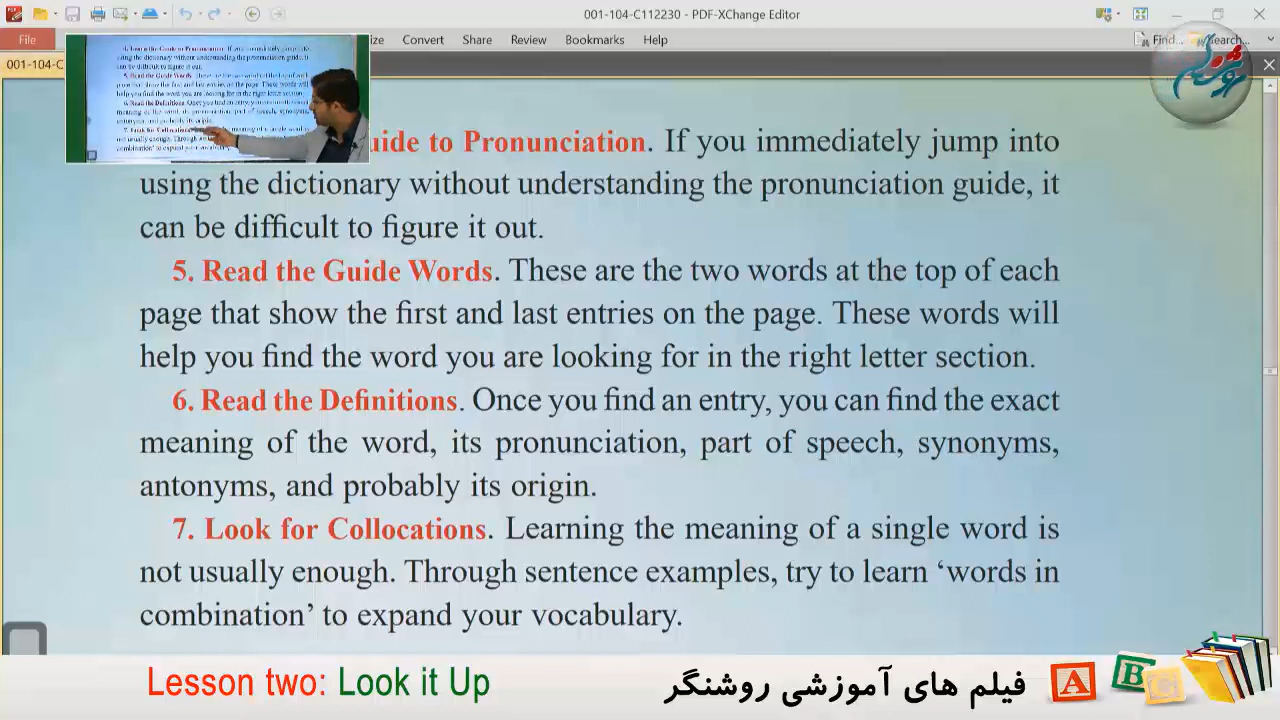 001-104-C112230 - PDF-XChange Editor
File
ize Convert Share Review Bookmarks Help
Find... Search...
001-104-C
uide to Pronunciation. If you immediately jump into
using the dictionary without understanding the pronunciation guide, it
can be difficult to figure it out.
5. Read the Guide Words. These are the two words at the top of each
page that show the first and last entries on the page. These words will
help you find the word you are looking for in the right letter section.
6. Read the Definitions. Once you find an entry, you can find the exact
meaning of the word, its pronunciation, part of speech, synonyms,
antonyms, and probably its origin.
7. Look for Collocations. Learning the meaning of a single word is
not usually enough. Through sentence examples, try to learn ‘words in
combination’ to expand your vocabulary.
Lesson two: Look it Up
فیلم های آموزشی روشنگر
A B C